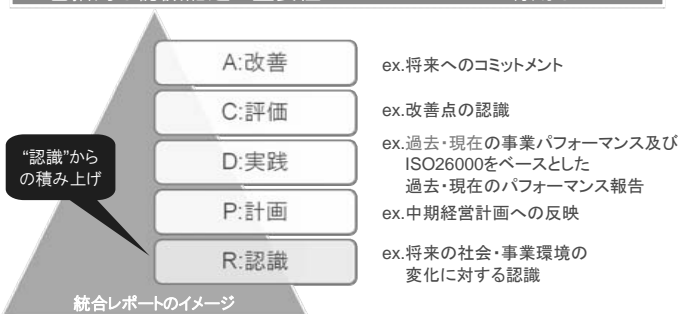 A:改善
ex.将来へのコミットメント
C:評価
ex.改善点の認識
D:実践
ex.過去・現在の事業パフォーマンス及び
ISO26000をベースとした
過去・現在のパフォーマンス報告
P:計画
ex.中期経営計画への反映
R:認識
ex.将来の社会・事業環境の
変化に対する認識
“認識”から
の積み上げ
統合レポートのイメージ